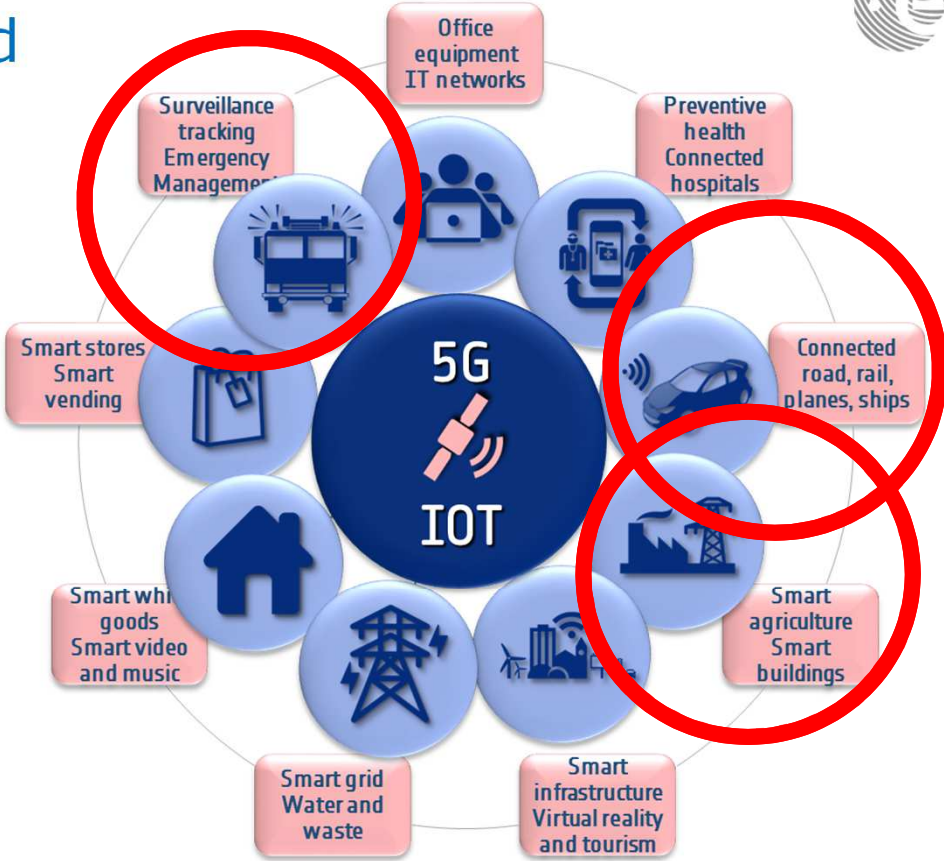 d
Office
equipment
IT networks
Surveillance
tracking
Emergency
Management
Preventive
health
Connected
hospitals
Smart stores
Smart
vending
5G
IOT
Connected
road, rail,
planes, ships
Smart
goods
Smart video
and music
Smart
agriculture
Smart
buildings
Smart grid
Water and
waste
Smart
infrastructure
Virtual reality
and tourism